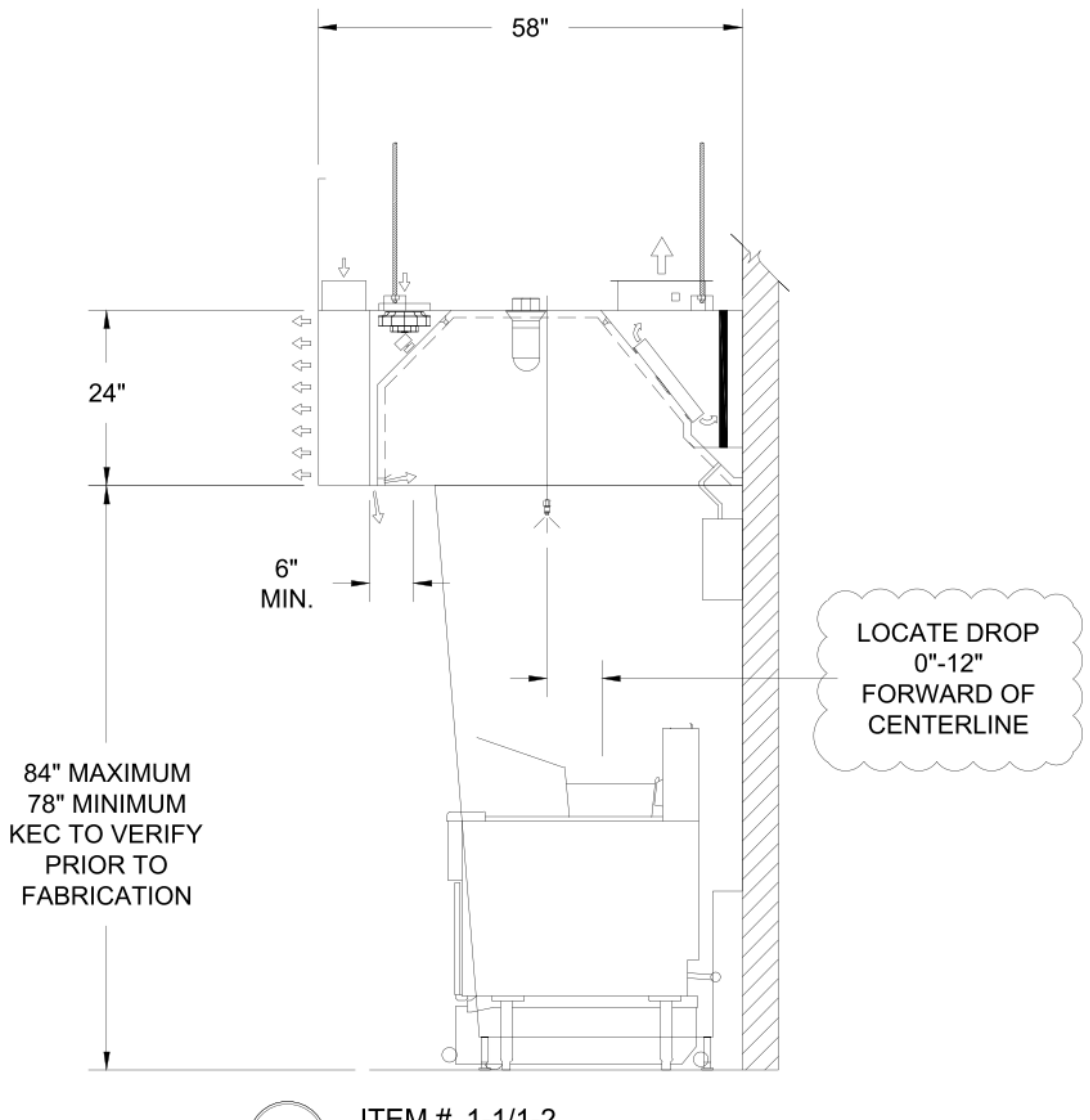 58"
24"
6"
MIN.
LOCATE DROP
0"-12"
FORWARD OF
CENTERLINE
84" MAXIMUM
78" MINIMUM
KEC TO VERIFY
PRIOR TO
FABRICATION
ITEM # 1.1/1.2